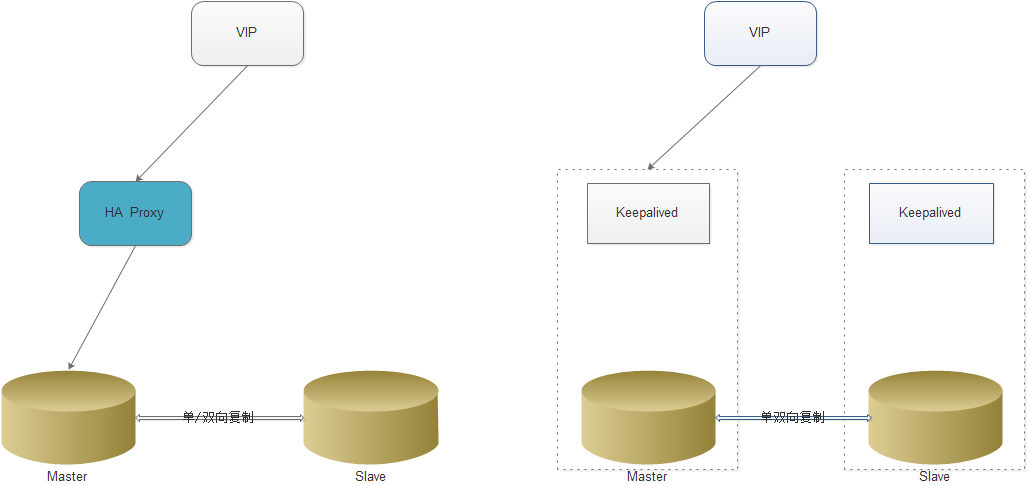 VIP
HA Proxy
单/双向复制
Master
Slave
VIP
Keepalived
Keepalived
单双向复制
Master
Slave